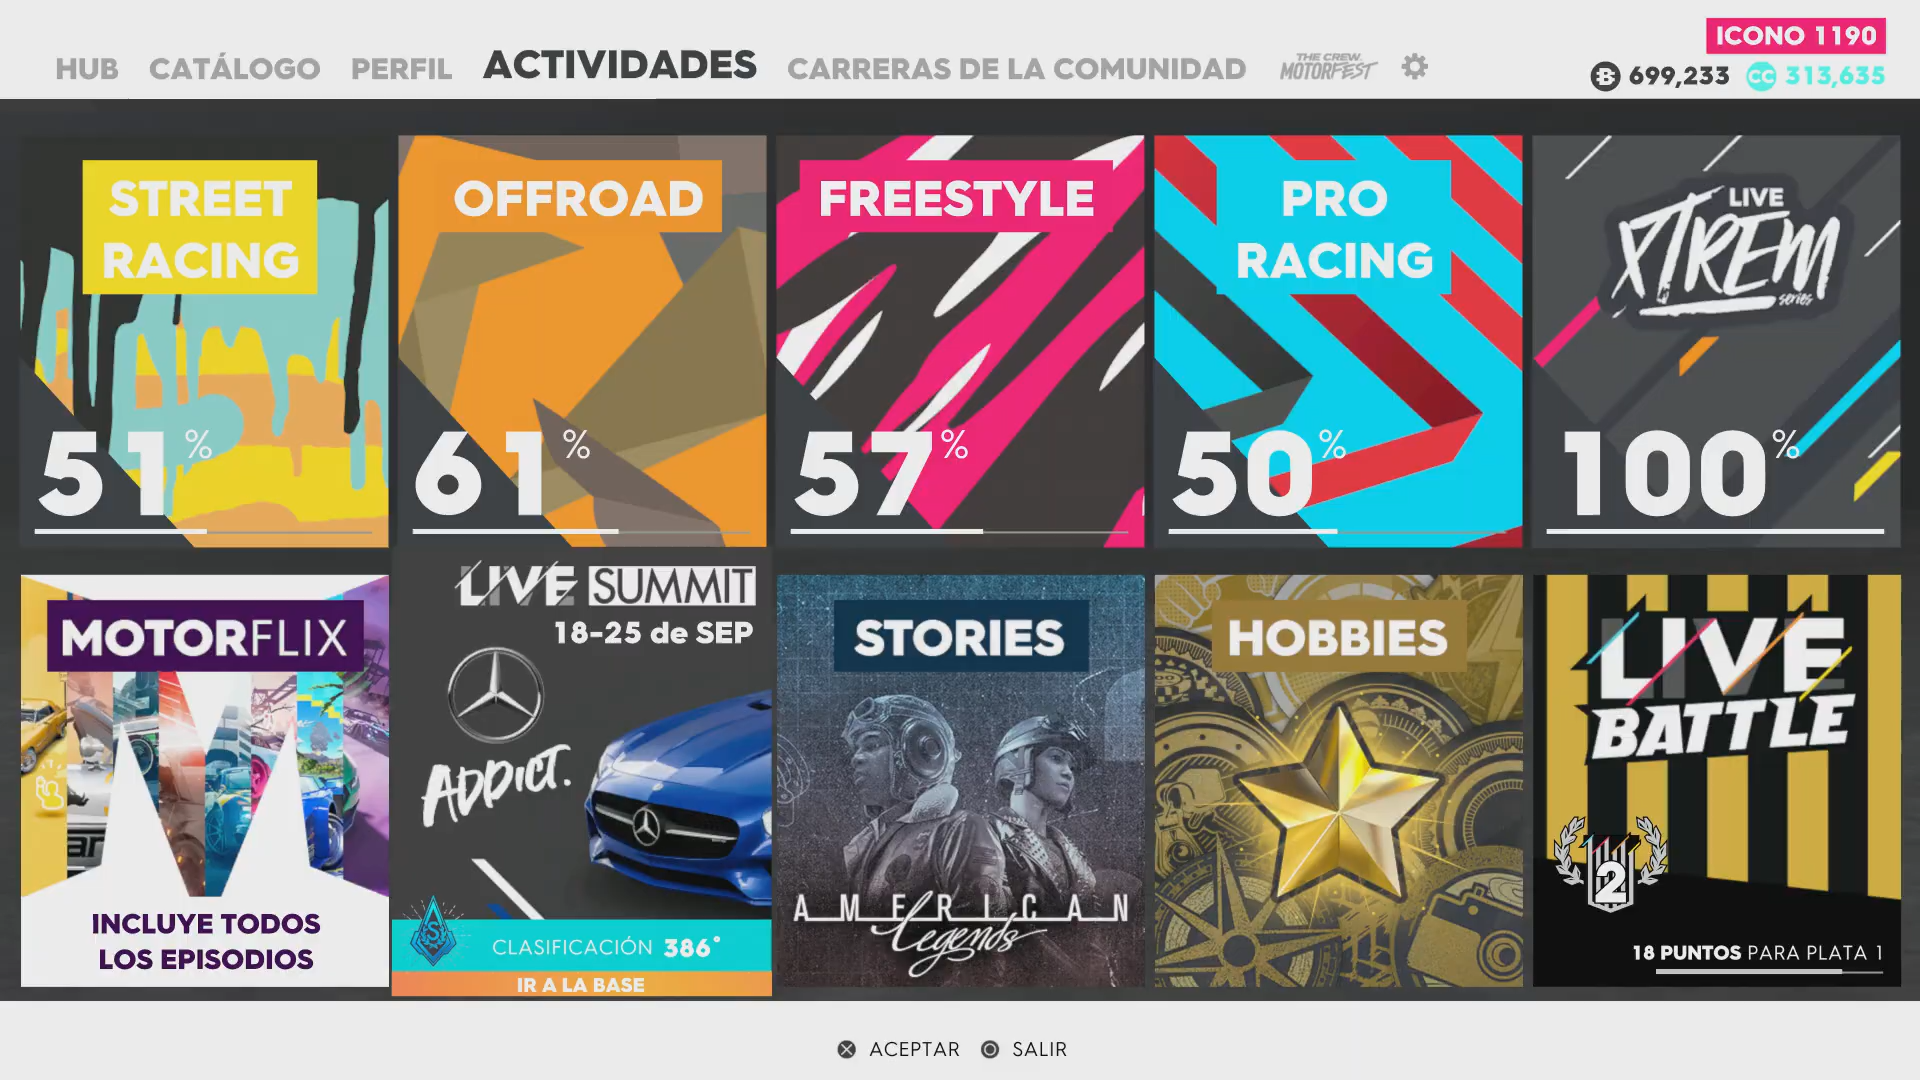 ICONO 1190
HUB CATÁLOGO PERFIL ACTIVIDADES CARRERAS DE LA COMUNIDAD THE CREW MOTORFEST
699,233 CC 313,635
STREET
RACING
51%
OFFROAD
61%
FREESTYLE
57%
PRO
RACING
50%
LIVE
XTREM
series
100%
MOTORFLIX
INCLUYE TODOS
LOS EPISODIOS
LIVE SUMMIT
18-25 de SEP
ADDICT.
S
CLASIFICACIÓN 386°
IR A LA BASE
STORIES
AMERICAN
Legends
HOBBIES
LIVE
BATTLE
2
18 PUNTOS PARA PLATA 1
ACEPTAR SALIR